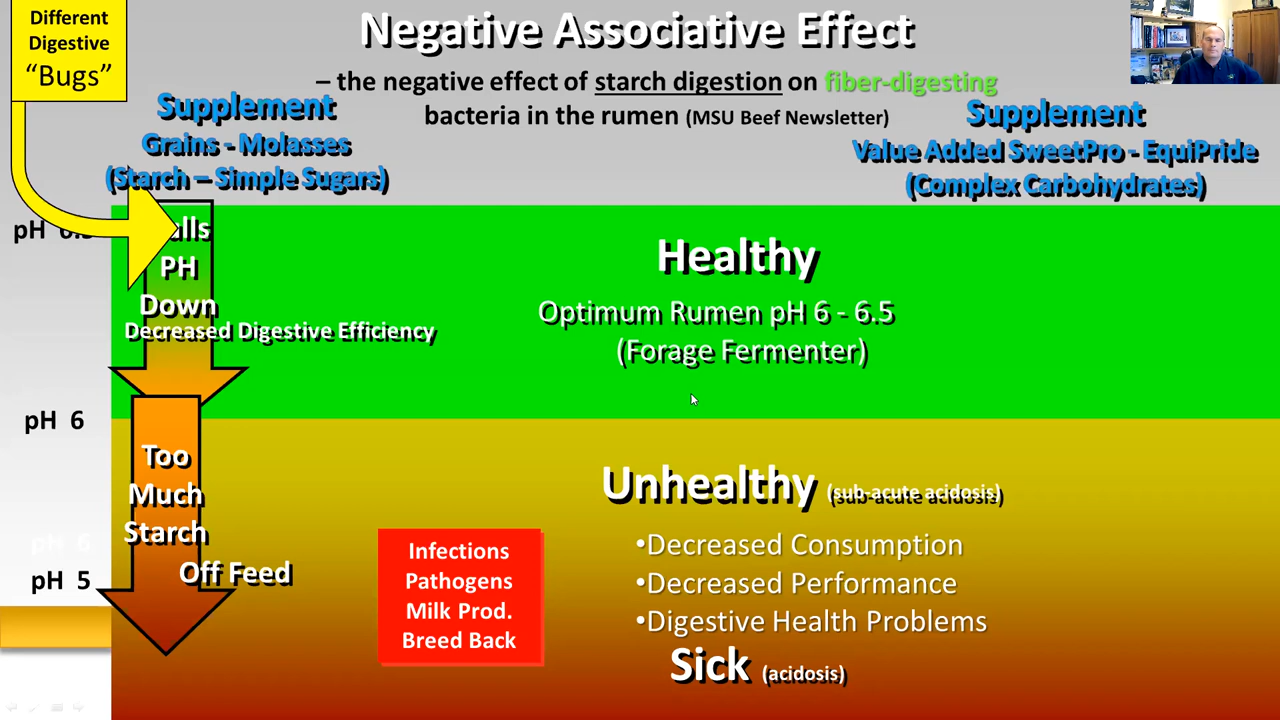 Different
Digestive
“Bugs”
Negative Associative Effect
– the negative effect of starch digestion on fiber-digesting
bacteria in the rumen (MSU Beef Newsletter)
Supplement
Grains - Molasses
(Starch – Simple Sugars)
Supplement
Value Added SweetPro - EquiPride
(Complex Carbohydrates)
pH
PH
Down
Decreased Digestive Efficiency
Healthy
Optimum Rumen pH 6 - 6.5
(Forage Fermenter)
pH 6
Too
Much
Starch
Off Feed
pH 6
pH 5
Infections
Pathogens
Milk Prod.
Breed Back
Unhealthy (sub-acute acidosis)
•Decreased Consumption
•Decreased Performance
•Digestive Health Problems
Sick (acidosis)